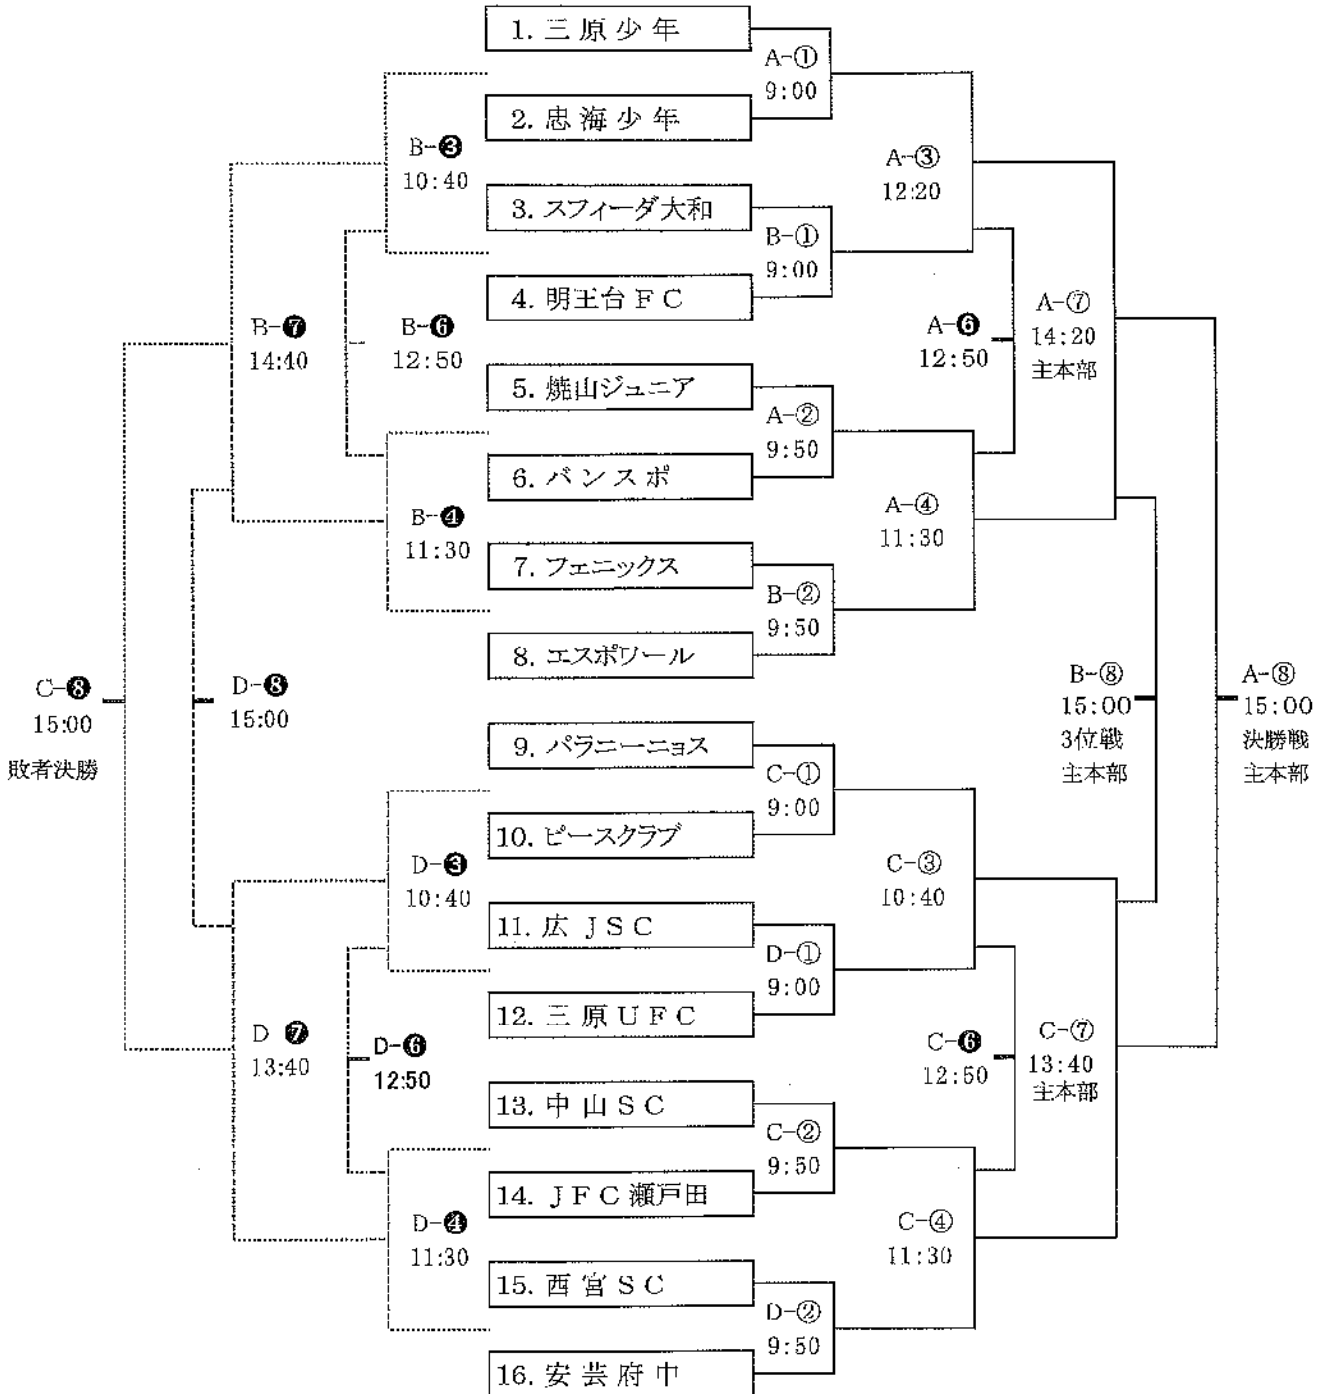 1. 三原少年
A-①
9:00
2. 忠海少年
B-❸
10:40
A-③
12:20
3. スフィーダ大和
B-①
9:00
4. 明王台FC
B-❼
14:40
B-❻
12:50
A-❻
12:50
A-⑦
14:20
主本部
5.焼山ジュニア
A-②
9:50
6. バンスポ
B-❹
11:30
A-④
11:30
7. フェニックス
B-②
9:50
8. エスポワール
C-❽
15:00
敗者決勝
D-❽
15:00
B-⑧
15:00
3位戦
主本部
A-⑧
15:00
決勝戦
主本部
9. パラニーニョス
C-①
9:00
10. ピースクラブ
D-❸
10:40
C-③
10:40
11. 広JSC
D-①
9:00
12. 三原UFC
D ❼
13:40
D-❻
12:50
C-❻
12:50
C-⑦
13:40
主本部
13. 中山SC
C-②
9:50
14. JFC瀬戸田
D-❹
11:30
C-④
11:30
15. 西宮SC
D-②
9:50
16. 安芸府中